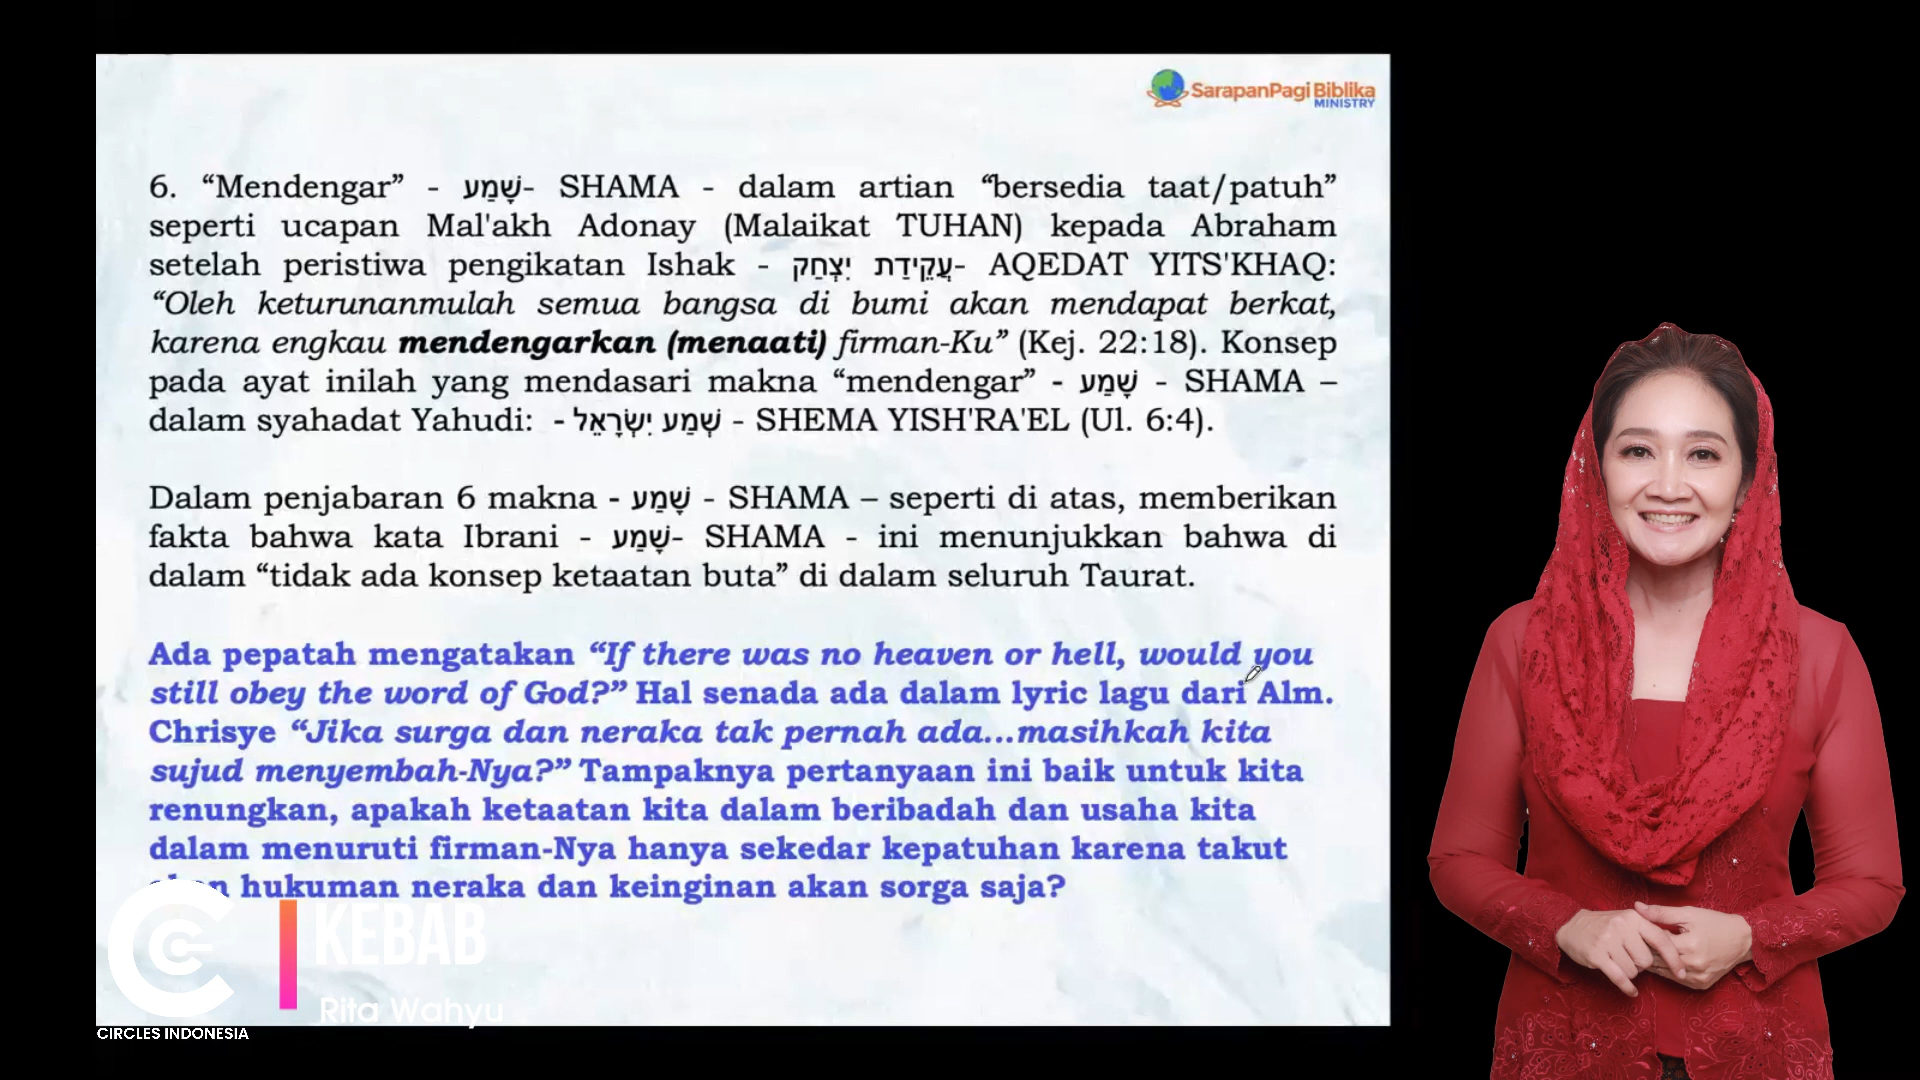 SarapanPagi Biblika
MINISTRY
6. “Mendengar” - שָׁמַע- SHAMA - dalam artian “bersedia taat/patuh”
seperti ucapan Mal'akh Adonay (Malaikat TUHAN) kepada Abraham
setelah peristiwa pengikatan Ishak - עֲקֵידַת יִצְחַק- AQEDAT YITS'KHAQ:
“Oleh keturunanmulah semua bangsa di bumi akan mendapat berkat,
karena engkau mendengarkan (menaati) firman-Ku” (Kej. 22:18). Konsep
pada ayat inilah yang mendasari makna “mendengar” - שָׁמַע - SHAMA –
dalam syahadat Yahudi: - שְׁמַע יִשְׂרָאֵל - SHEMA YISH'RA'EL (Ul. 6:4).
Dalam penjabaran 6 makna - שָׁמַע - SHAMA – seperti di atas, memberikan
fakta bahwa kata Ibrani - שָׁמַע- SHAMA - ini menunjukkan bahwa di
dalam “tidak ada konsep ketaatan buta” di dalam seluruh Taurat.
Ada pepatah mengatakan “If there was no heaven or hell, would you
still obey the word of God?” Hal senada ada dalam lyric lagu dari Alm.
Chrisye “Jika surga dan neraka tak pernah ada...masihkah kita
sujud menyembah-Nya?” Tampaknya pertanyaan ini baik untuk kita
renungkan, apakah ketaatan kita dalam beribadah dan usaha kita
dalam menuruti firman-Nya hanya sekedar kepatuhan karena takut
hukuman neraka dan keinginan akan sorga saja?
KEBAB
Rita Wahyu
CIRCLES INDONESIA